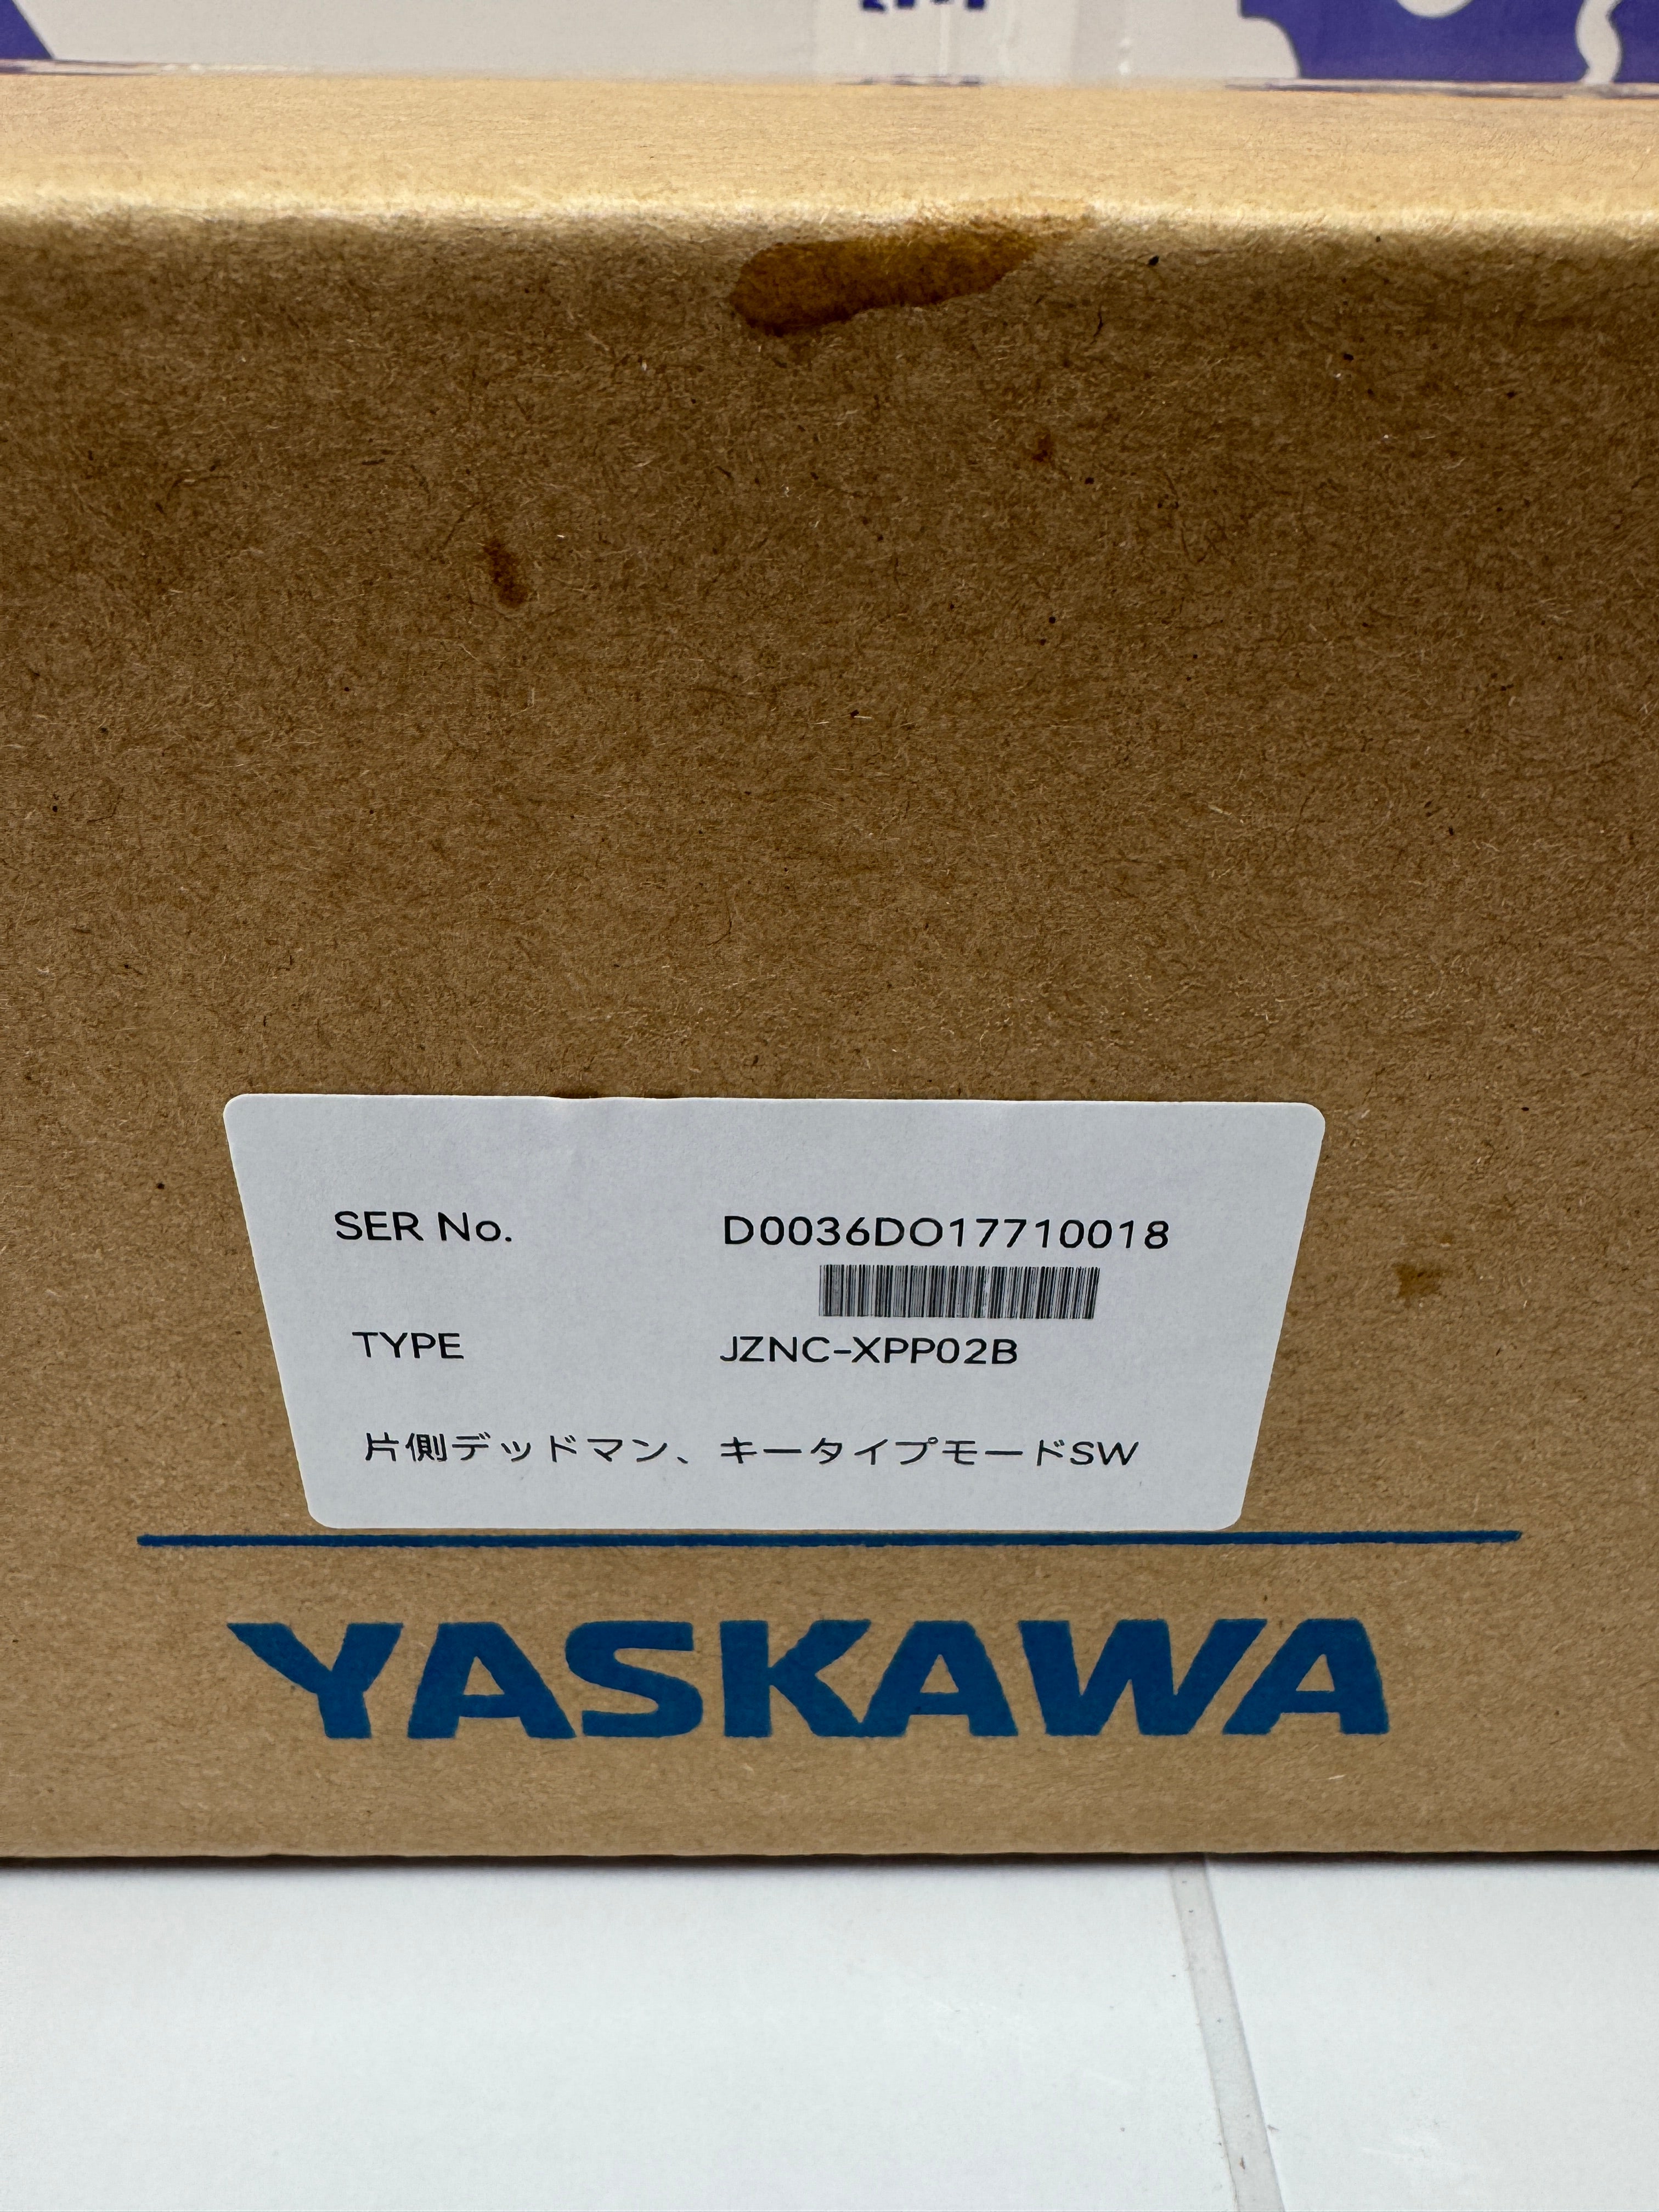 SER No. D0036DO17710018
TYPE JZNC-XPP02B
片側デッドマン、キータイプモードSW
YASKAWA